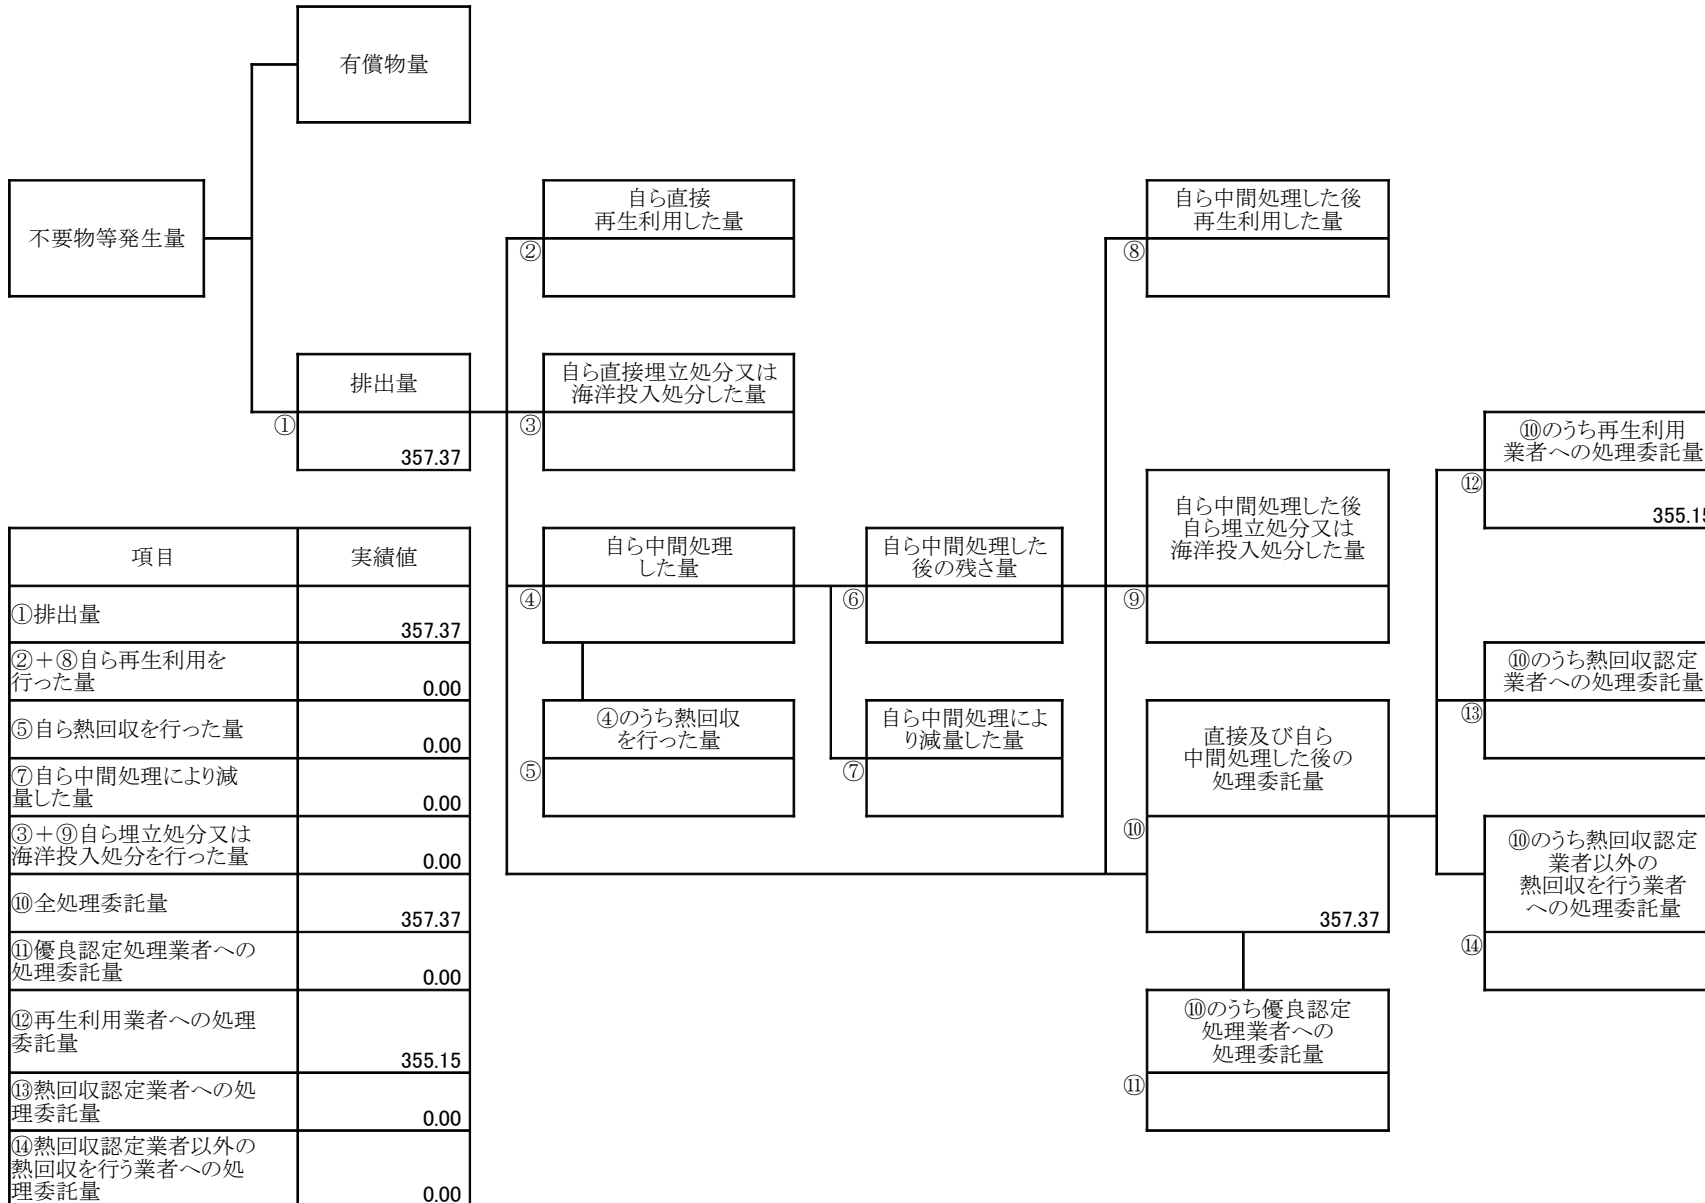 有償物量
不要物等発生量
自ら直接
再生利用した量
②
自ら中間処理した後
再生利用した量
⑧
排出量
①
357.37
自ら直接埋立処分又は
海洋投入処分した量
③
⑩のうち再生利用
業者への処理委託量
⑫
355.15
自ら中間処理
した量
④
自ら中間処理した
後の残さ量
⑥
自ら中間処理した後
自ら埋立処分又は
海洋投入処分した量
⑨
④のうち熱回収
を行った量
⑤
自ら中間処理によ
り減量した量
⑦
直接及び自ら
中間処理した後の
処理委託量
⑩
357.37
⑩のうち熱回収認定
業者への処理委託量
⑬
⑩のうち熱回収認定
業者以外の
熱回収を行う業者
への処理委託量
⑭
⑩のうち優良認定
処理業者への
処理委託量
⑪
項目 実績値
①排出量 357.37
②+⑧自ら再生利用を
行った量 0.00
⑤自ら熱回収を行った量 0.00
⑦自ら中間処理により減
量した量 0.00
③+⑨自ら埋立処分又は
海洋投入処分を行った量 0.00
⑩全処理委託量 357.37
⑪優良認定処理業者への
処理委託量 0.00
⑫再生利用業者への処理
委託量 355.15
⑬熱回収認定業者への処
理委託量 0.00
⑭熱回収認定業者以外の
熱回収を行う業者への処
理委託量 0.00